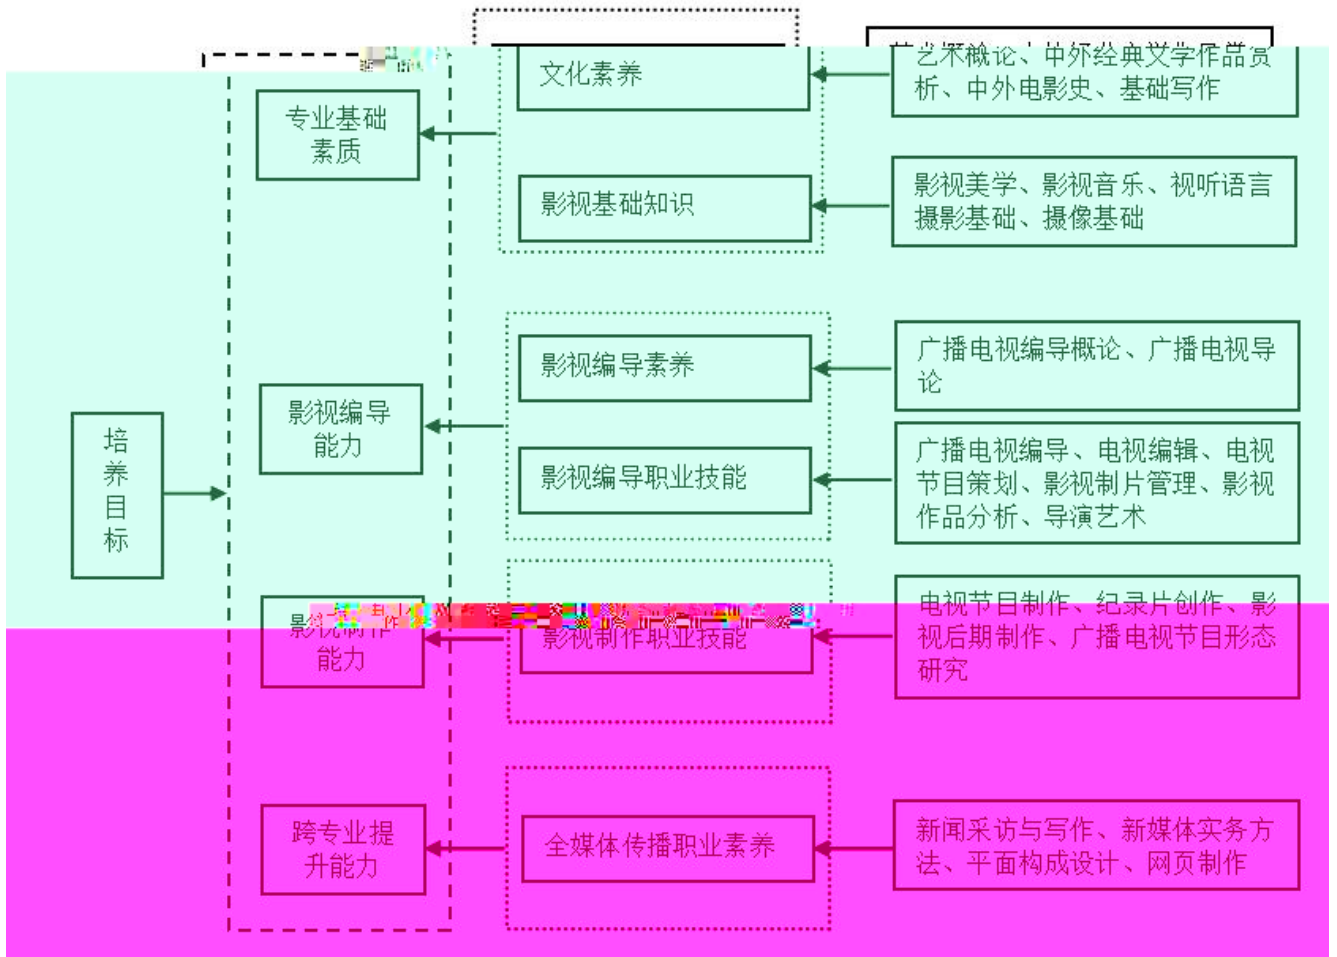 艺术概论、中外经典文学作品赏
析、中外电影史、基础写作
文化素养
专业基础
素质
影视基础知识
影视美学、影视音乐、视听语言
摄影基础、摄像基础
影视编导素养
广播电视编导概论、广播电视导
论
影视编导
能力
影视编导职业技能
广播电视编导、电视编辑、电视
节目策划、影视制片管理、影视
作品分析、导演艺术
培
养
目
标
影视制作
能力
影视制作职业技能
电视节目制作、纪录片创作、影
视后期制作、广播电视节目形态
研究
跨专业提
升能力
全媒体传播职业素养
新闻采访与写作、新媒体实务方
法、平面构成设计、网页制作